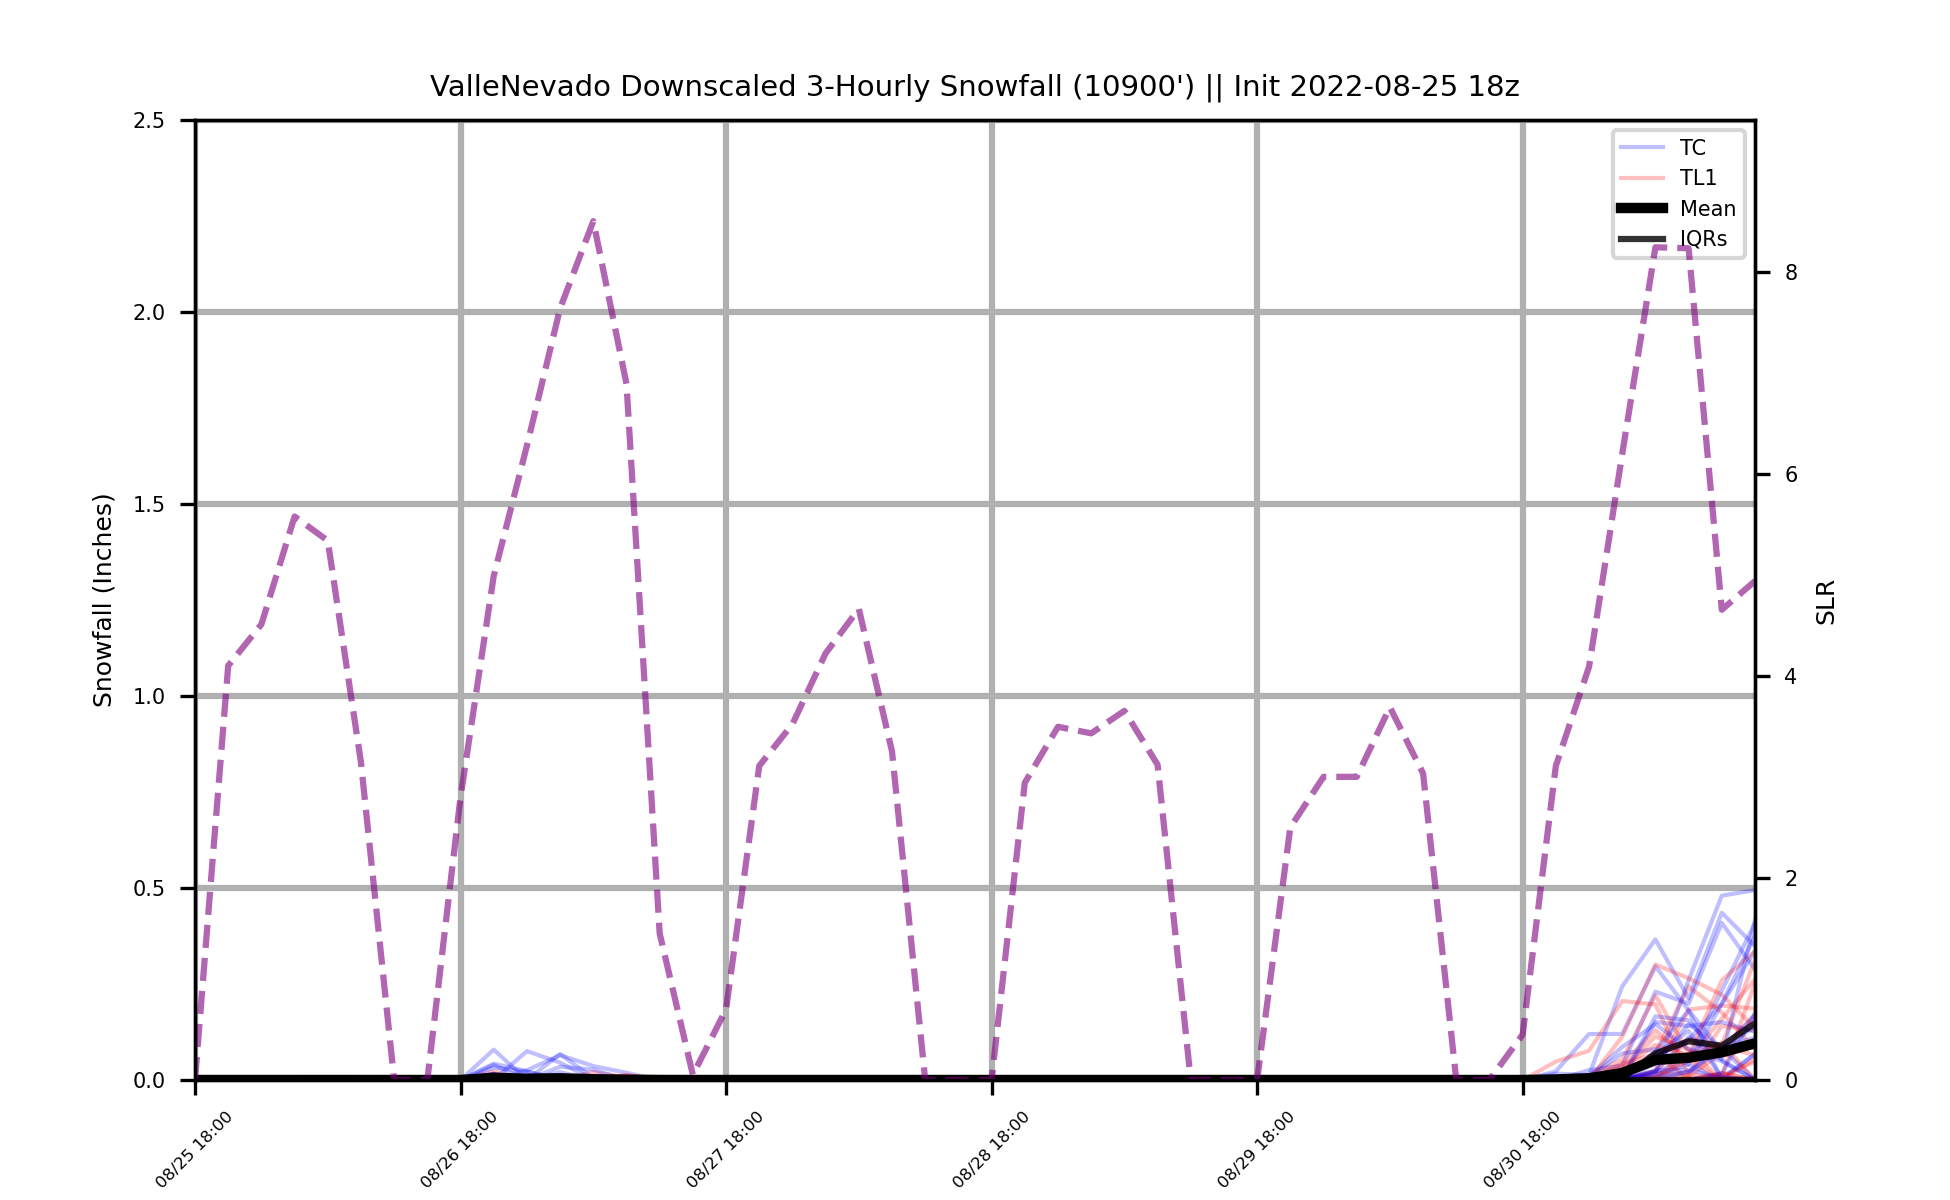 ValleNevado Downscaled 3-Hourly Snowfall (10900') || Init 2022-08-25 18z
2.5
2.0
1.5
1.0
0.5
0.0
Snowfall (Inches)
TC
TL1
Mean
IQRs
8
6
4
2
0
SLR
08/25 18:00
08/26 18:00
08/27 18:00
08/28 18:00
08/29 18:00
08/30 18:00